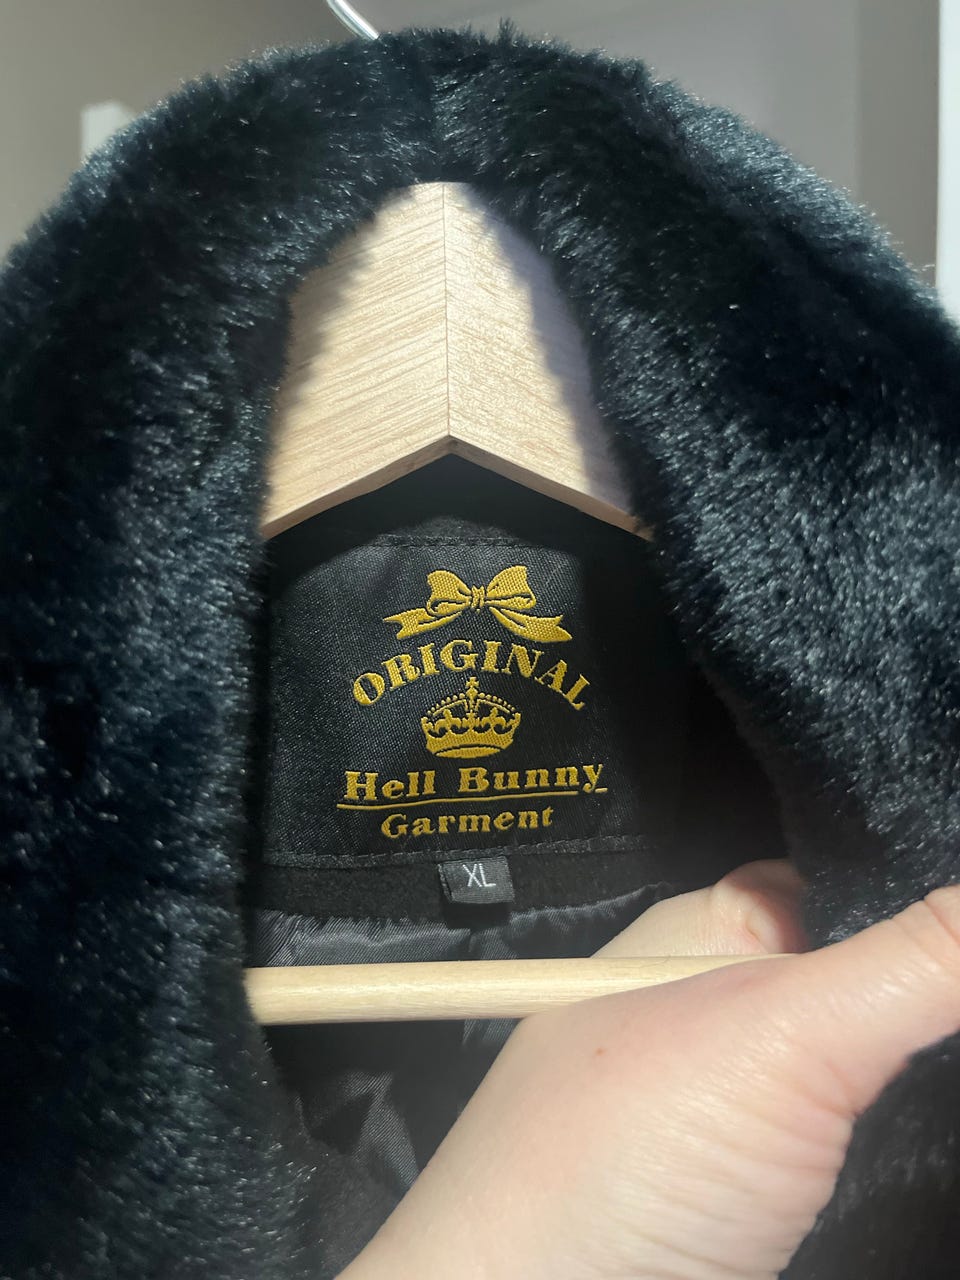 ORIGINAL
Hell Bunny
Garment
XL